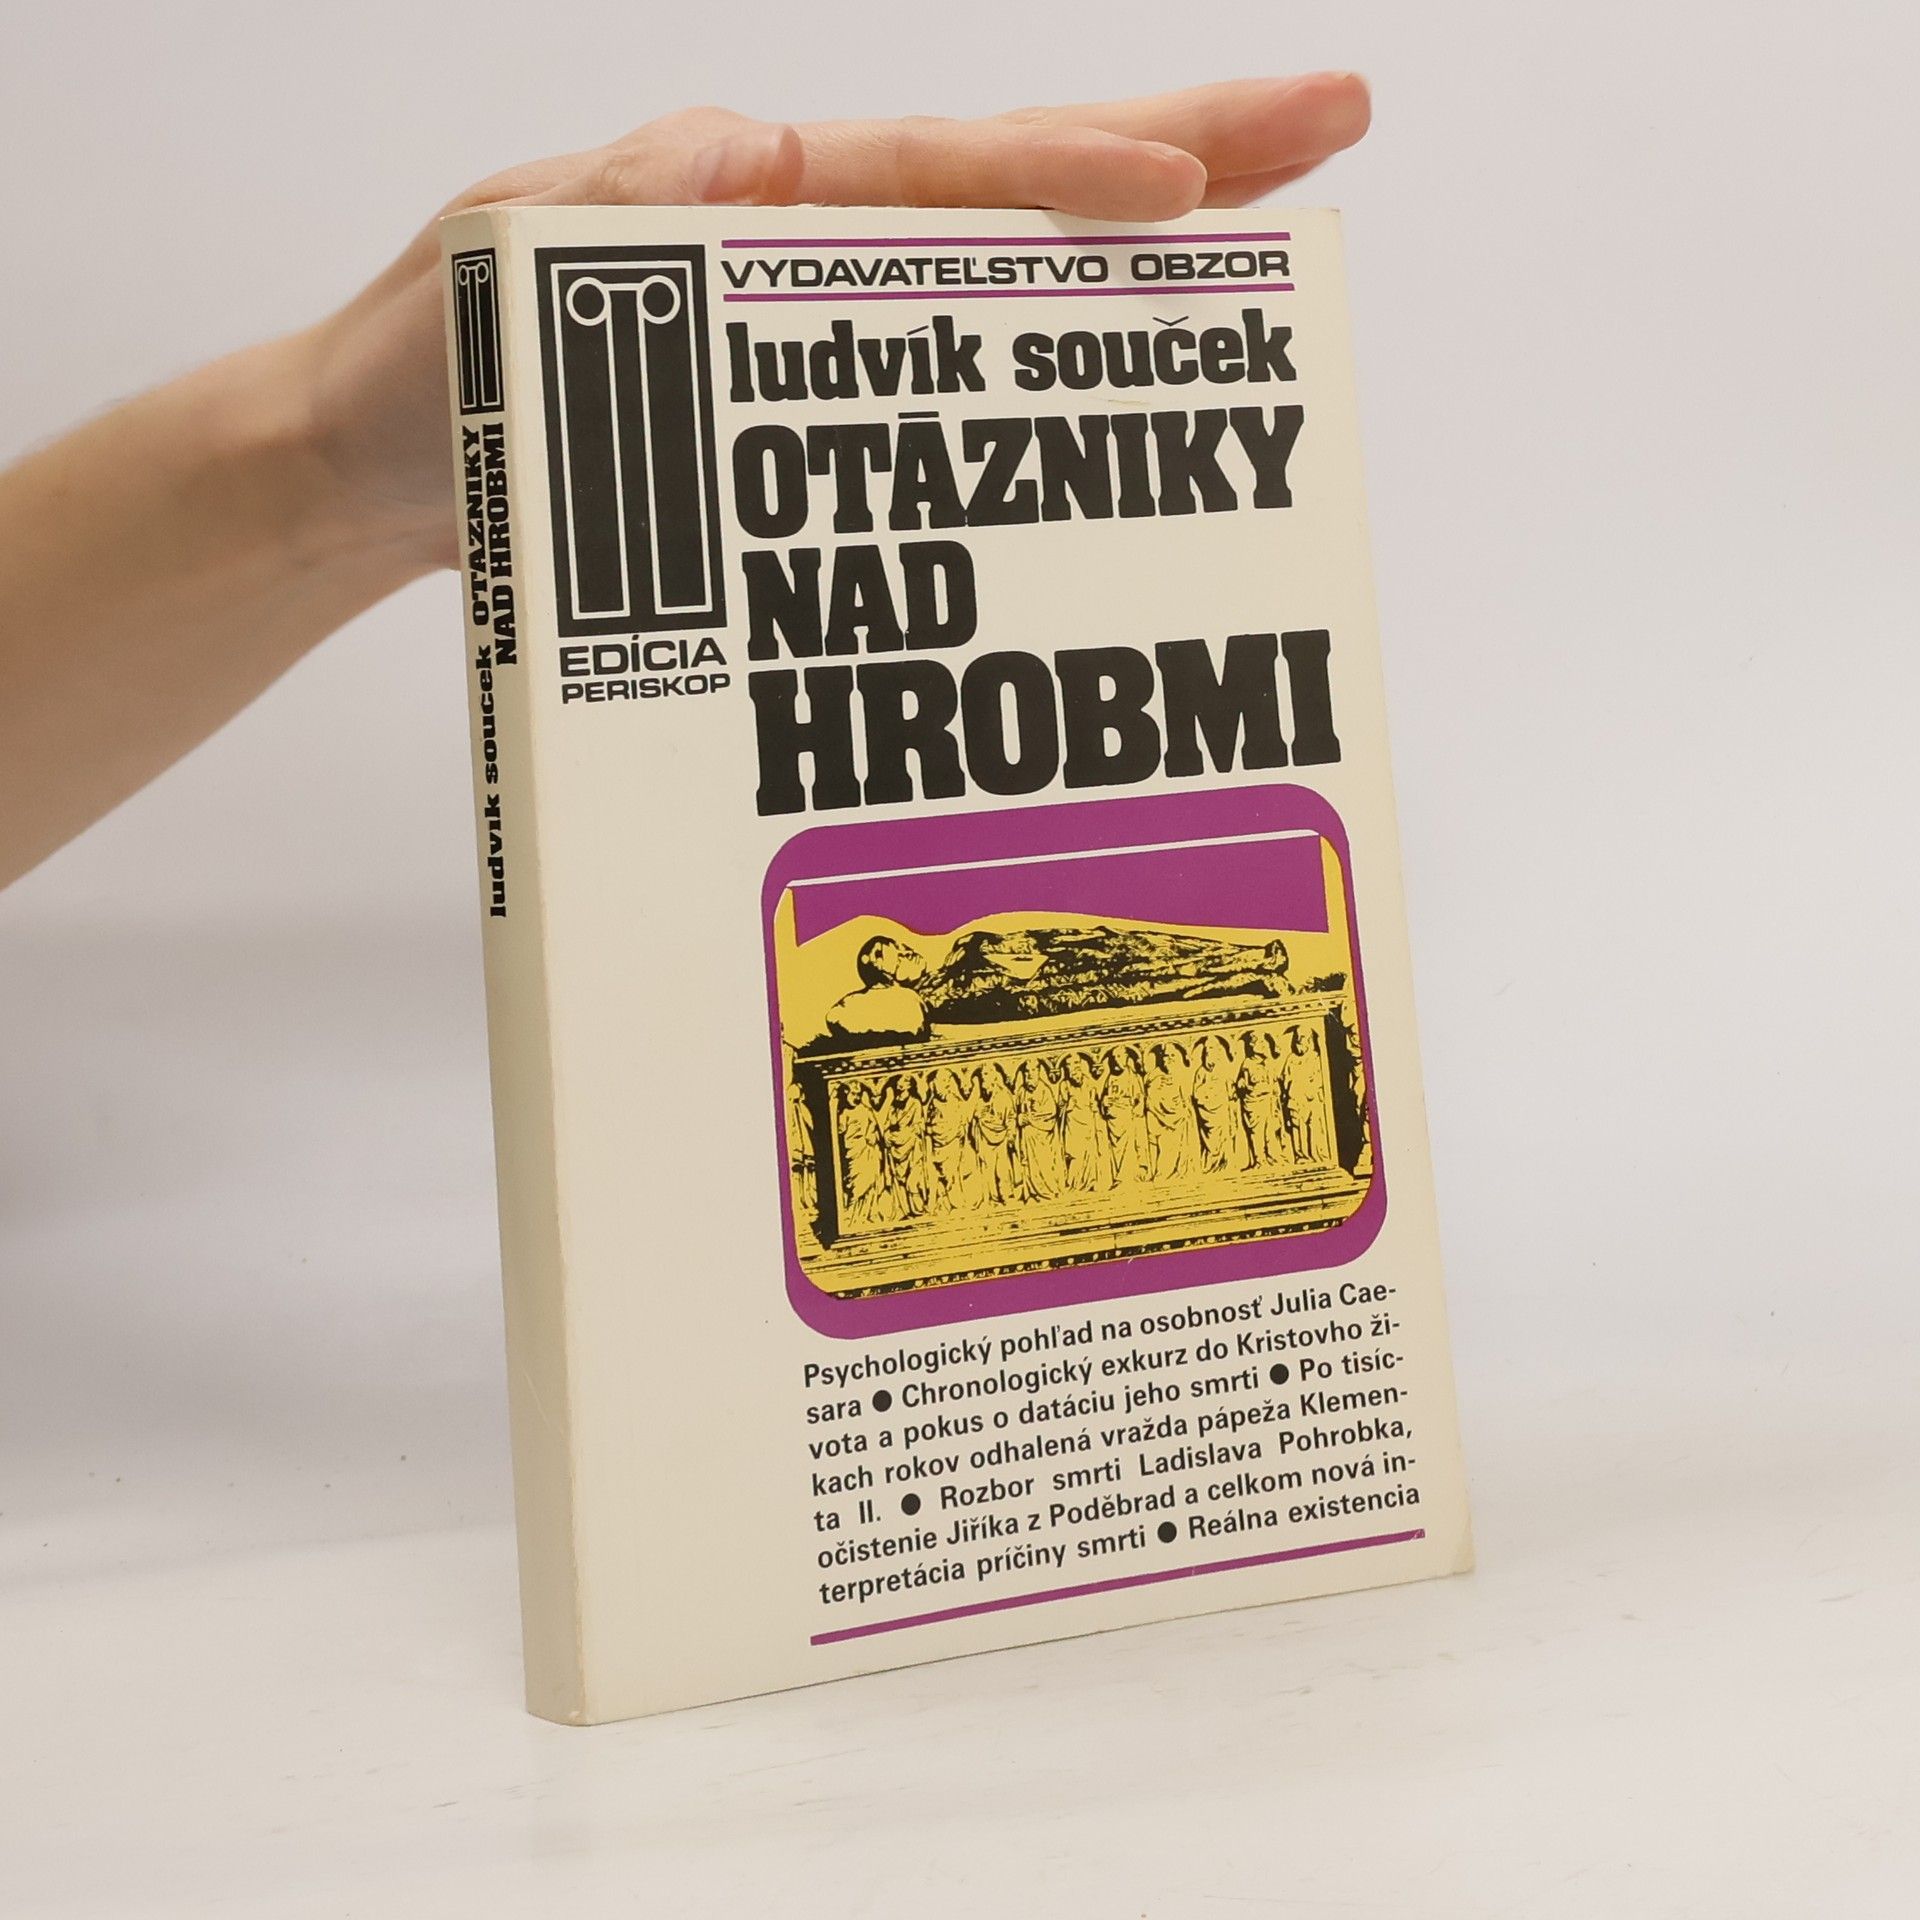 VYDAVATEĽSTVO OBZOR
ludvík souček
OTÁZNIKY
NAD
HROBMI
EDÍCIA
PERISKOP
Psychologický pohľad na osobnosť Julia Cae-
sara ● Chronologický exkurz do Kristovho ži-
vota a pokus o datáciu jeho smrti ● Po tisíc-
kach rokov odhalená vražda pápeža Klemen-
ta II. ● Rozbor smrti Ladislava Pohrobka,
očistenie Jiříka z Poděbrad a celkom nová in-
terpretácia príčiny smrti ● Reálna existencia
ludvík souček OTÁZNIKY
NAD HROBMI